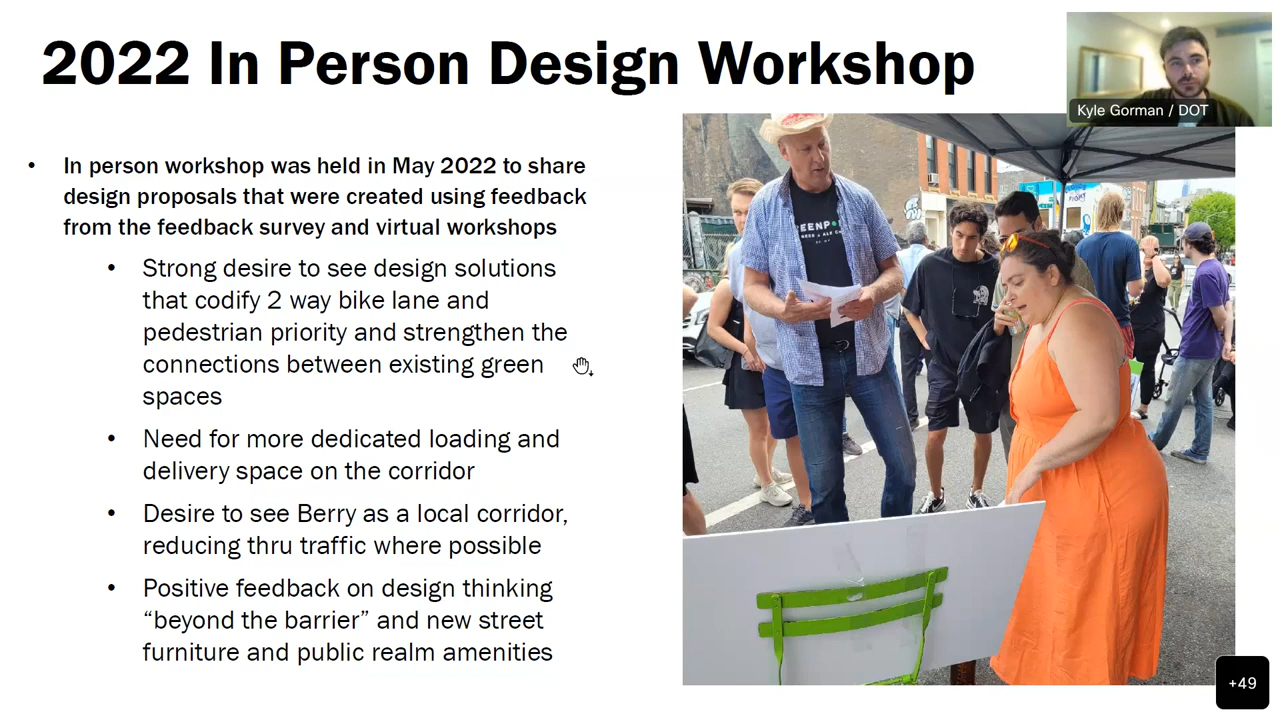 2022 In Person Design Workshop
Kyle Gorman / DOT
• In person workshop was held in May 2022 to share
design proposals that were created using feedback
from the feedback survey and virtual workshops
• Strong desire to see design solutions
that codify 2 way bike lane and
pedestrian priority and strengthen the
connections between existing green
spaces
• Need for more dedicated loading and
delivery space on the corridor
• Desire to see Berry as a local corridor,
reducing thru traffic where possible
• Positive feedback on design thinking
“beyond the barrier” and new street
furniture and public realm amenities
+49